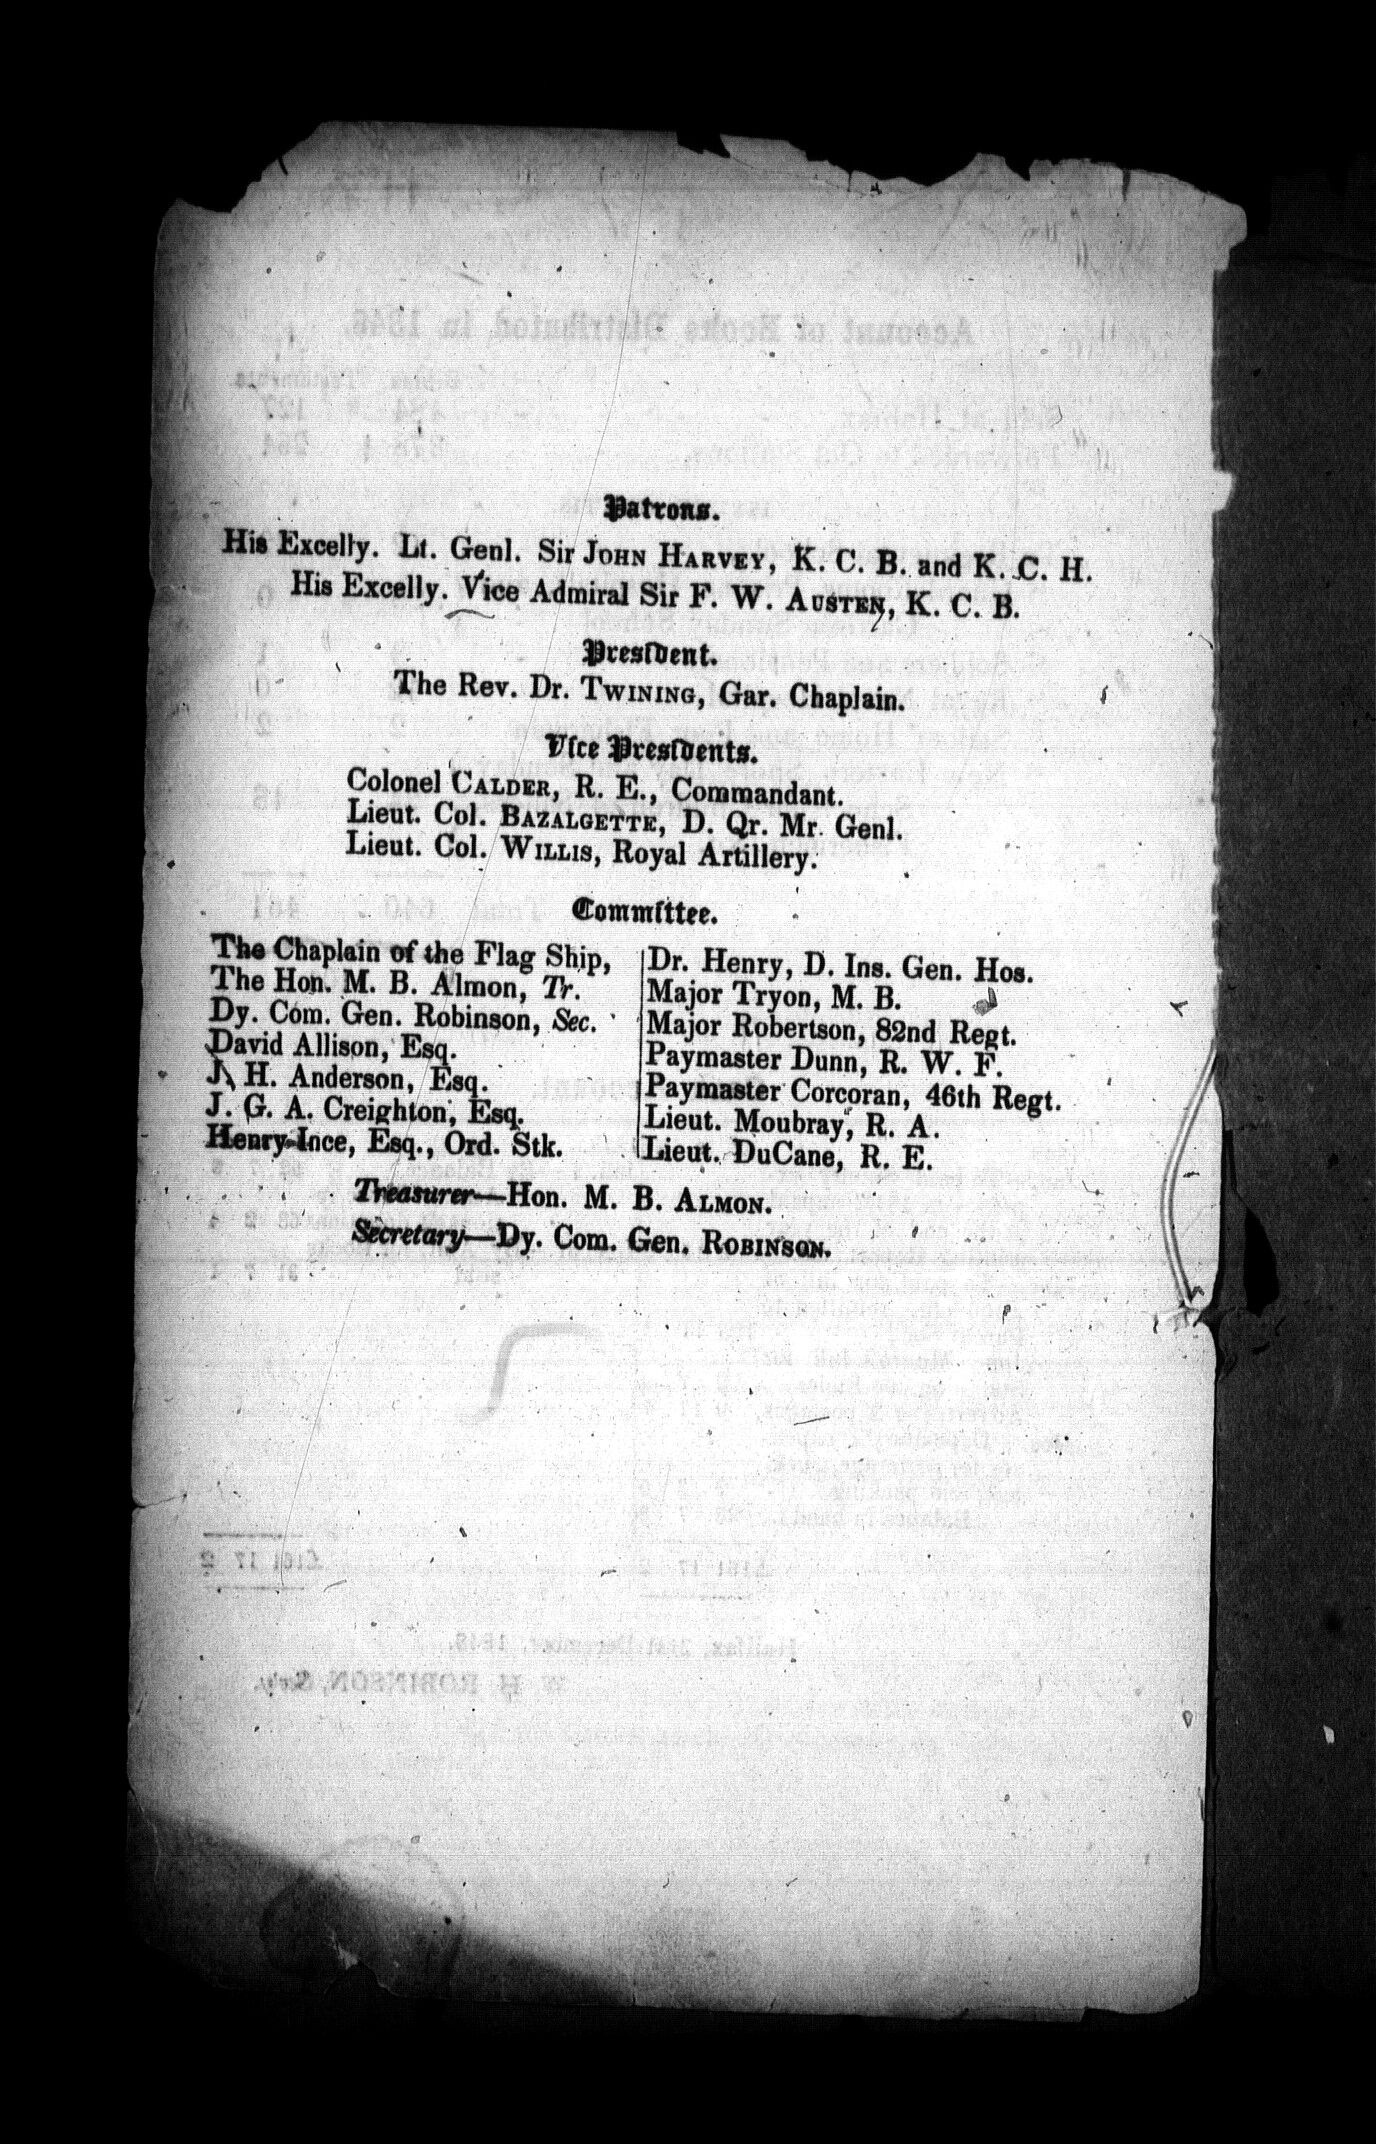 Patrons.
His Excelly. Lt. Genl. Sir JOHN HARVEY, K. C. B. and K. C. H.
His Excelly. Vice Admiral Sir F. W. AUSTEN, K. C. B.
President.
The Rev. Dr. TWINING, Gar. Chaplain.
Vice Presidents.
Colonel CALDER, R. E., Commandant.
Lieut. Col. BAZALGETTE, D. Qr. Mr. Genl.
Lieut. Col. WILLIS, Royal Artillery.
Committee.
The Chaplain of the Flag Ship,
The Hon. M. B. Almon, Tr.
Dy. Com. Gen. Robinson, Sec.
David Allison, Esq.
J. H. Anderson, Esq.
J. G. A. Creighton, Esq.
Henry Ince, Esq., Ord. Stk.
Dr. Henry, D. Ins. Gen. Hos.
Major Tryon, M. B.
Major Robertson, 82nd Regt.
Paymaster Dunn, R. W. F.
Paymaster Corcoran, 46th Regt.
Lieut. Moubray, R. A.
Lieut. DuCane, R. E.
Treasurer—Hon. M. B. ALMON.
Secretary—Dy. Com. Gen. ROBINSON.